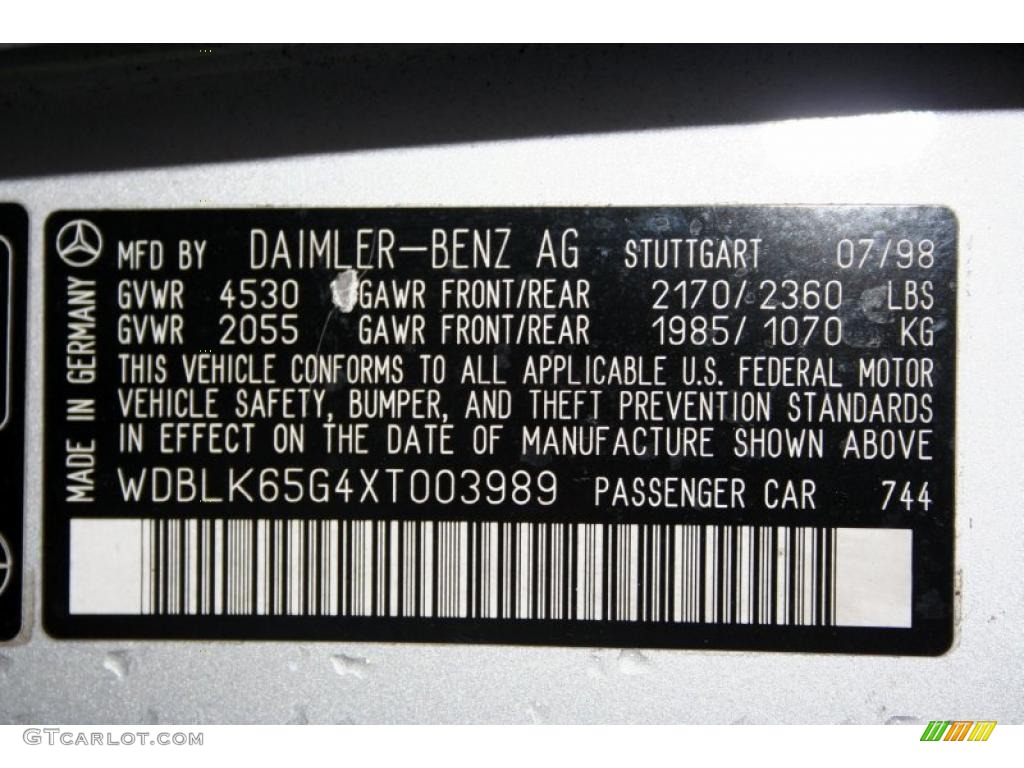 MADE IN GERMANY
MFD BY DAIMLER-BENZ AG STUTTGART 07/98
GVWR 4530 GAWR FRONT/REAR 2170/2360 LBS
GVWR 2055 GAWR FRONT/REAR 1985/1070 KG
THIS VEHICLE CONFORMS TO ALL APPLICABLE U.S. FEDERAL MOTOR
VEHICLE SAFETY, BUMPER, AND THEFT PREVENTION STANDARDS
IN EFFECT ON THE DATE OF MANUFACTURE SHOWN ABOVE
WDBLK65G4XT003989 PASSENGER CAR 744
GTCARLOT.COM